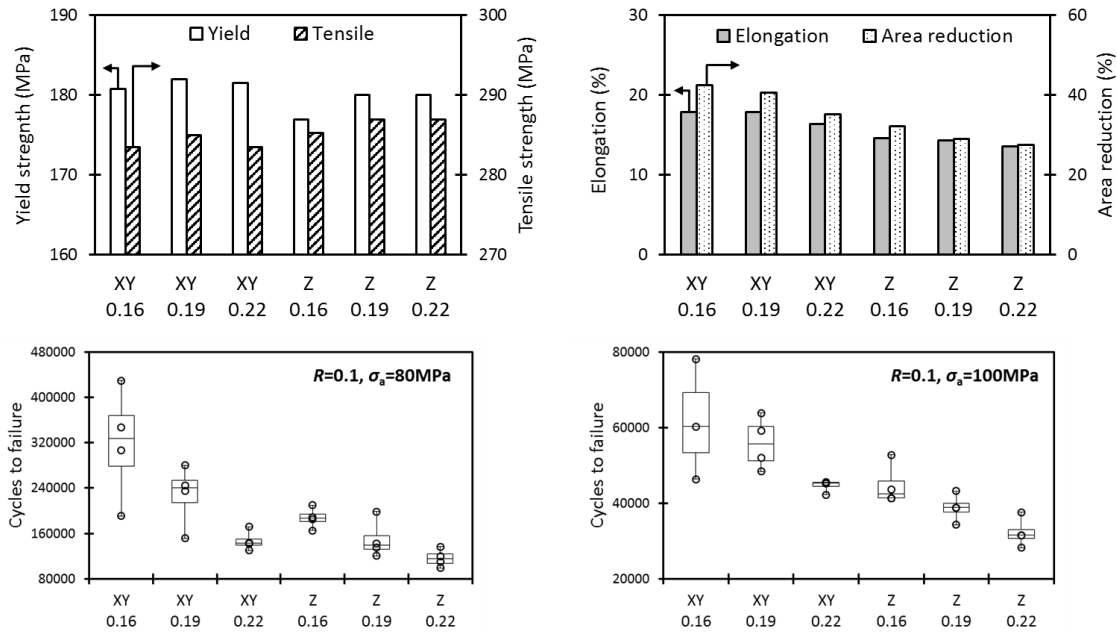 Yield stregnth (MPa)
190
180
170
160
Yield
Tensile
300
290
280
270
Tensile strength (MPa)
XY XY XY Z Z Z
0.16 0.19 0.22 0.16 0.19 0.22
Elongation (%)
30
20
10
0
Elongation
Area reduction
60
40
20
0
Area reduction (%)
XY XY XY Z Z Z
0.16 0.19 0.22 0.16 0.19 0.22
Cycles to failure
480000
400000
320000
240000
160000
80000
R=0.1, σa=80MPa
XY XY XY Z Z Z
0.16 0.19 0.22 0.16 0.19 0.22
Cycles to failure
80000
60000
40000
20000
R=0.1, σa=100MPa
XY XY XY Z Z Z
0.16 0.19 0.22 0.16 0.19 0.22